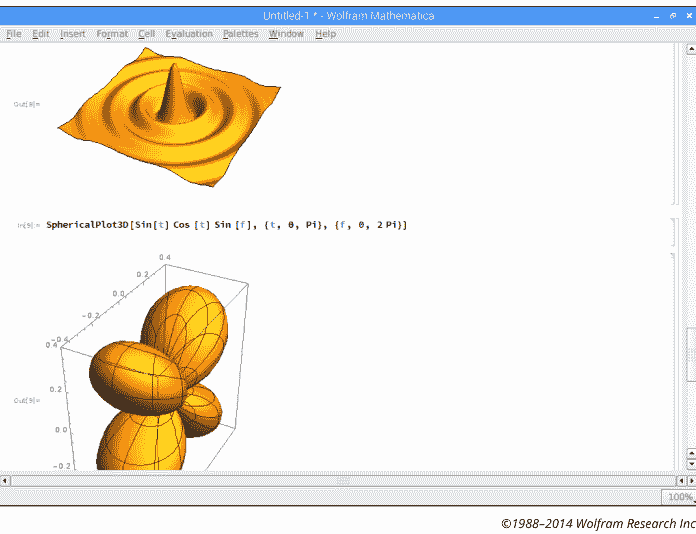 Untitled-1 * - Wolfram Mathematica
File Edit Insert Format Cell Evaluation Palettes Window Help
Out[8]=
In[9]:= SphericalPlot3D[Sin[t] Cos [t] Sin [f], {t, 0, Pi}, {f, 0, 2 Pi}]
0.4
0.2
0.0
-0.2
-0.4
0.4
0.2
Out[9]=
0.0
-0.2
100%
©1988–2014 Wolfram Research Inc